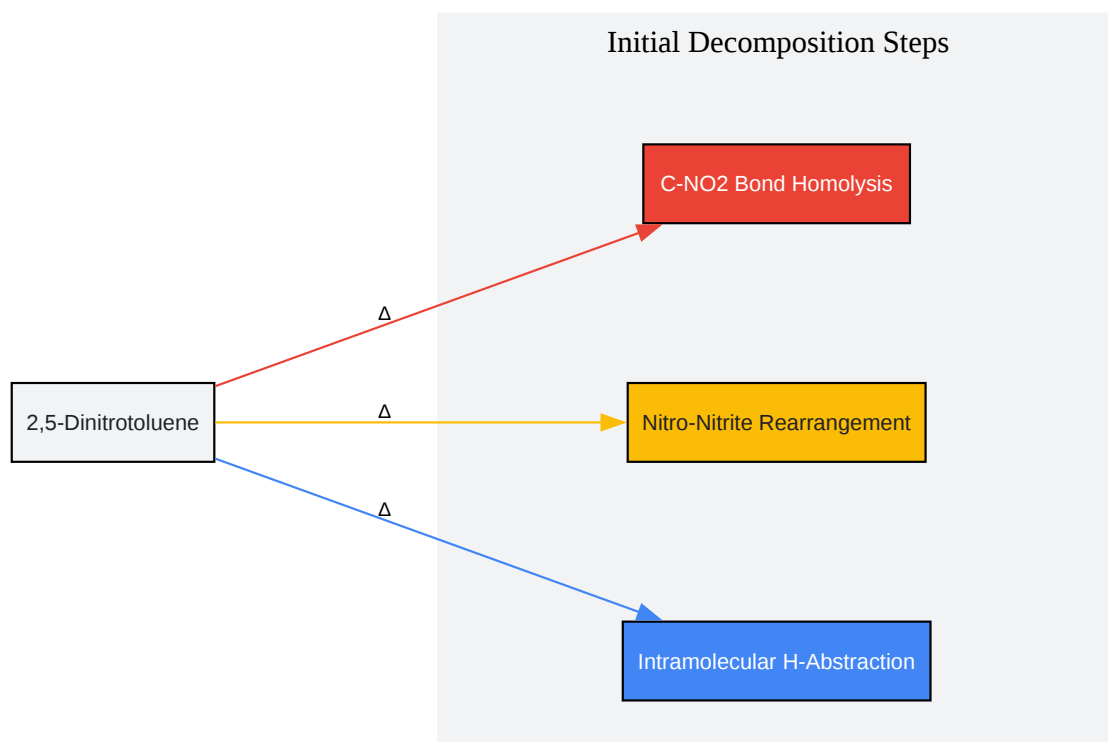 Initial Decomposition Steps
C-NO2 Bond Homolysis
Δ
2,5-Dinitrotoluene
Δ
Nitro-Nitrite Rearrangement
Δ
Intramolecular H-Abstraction